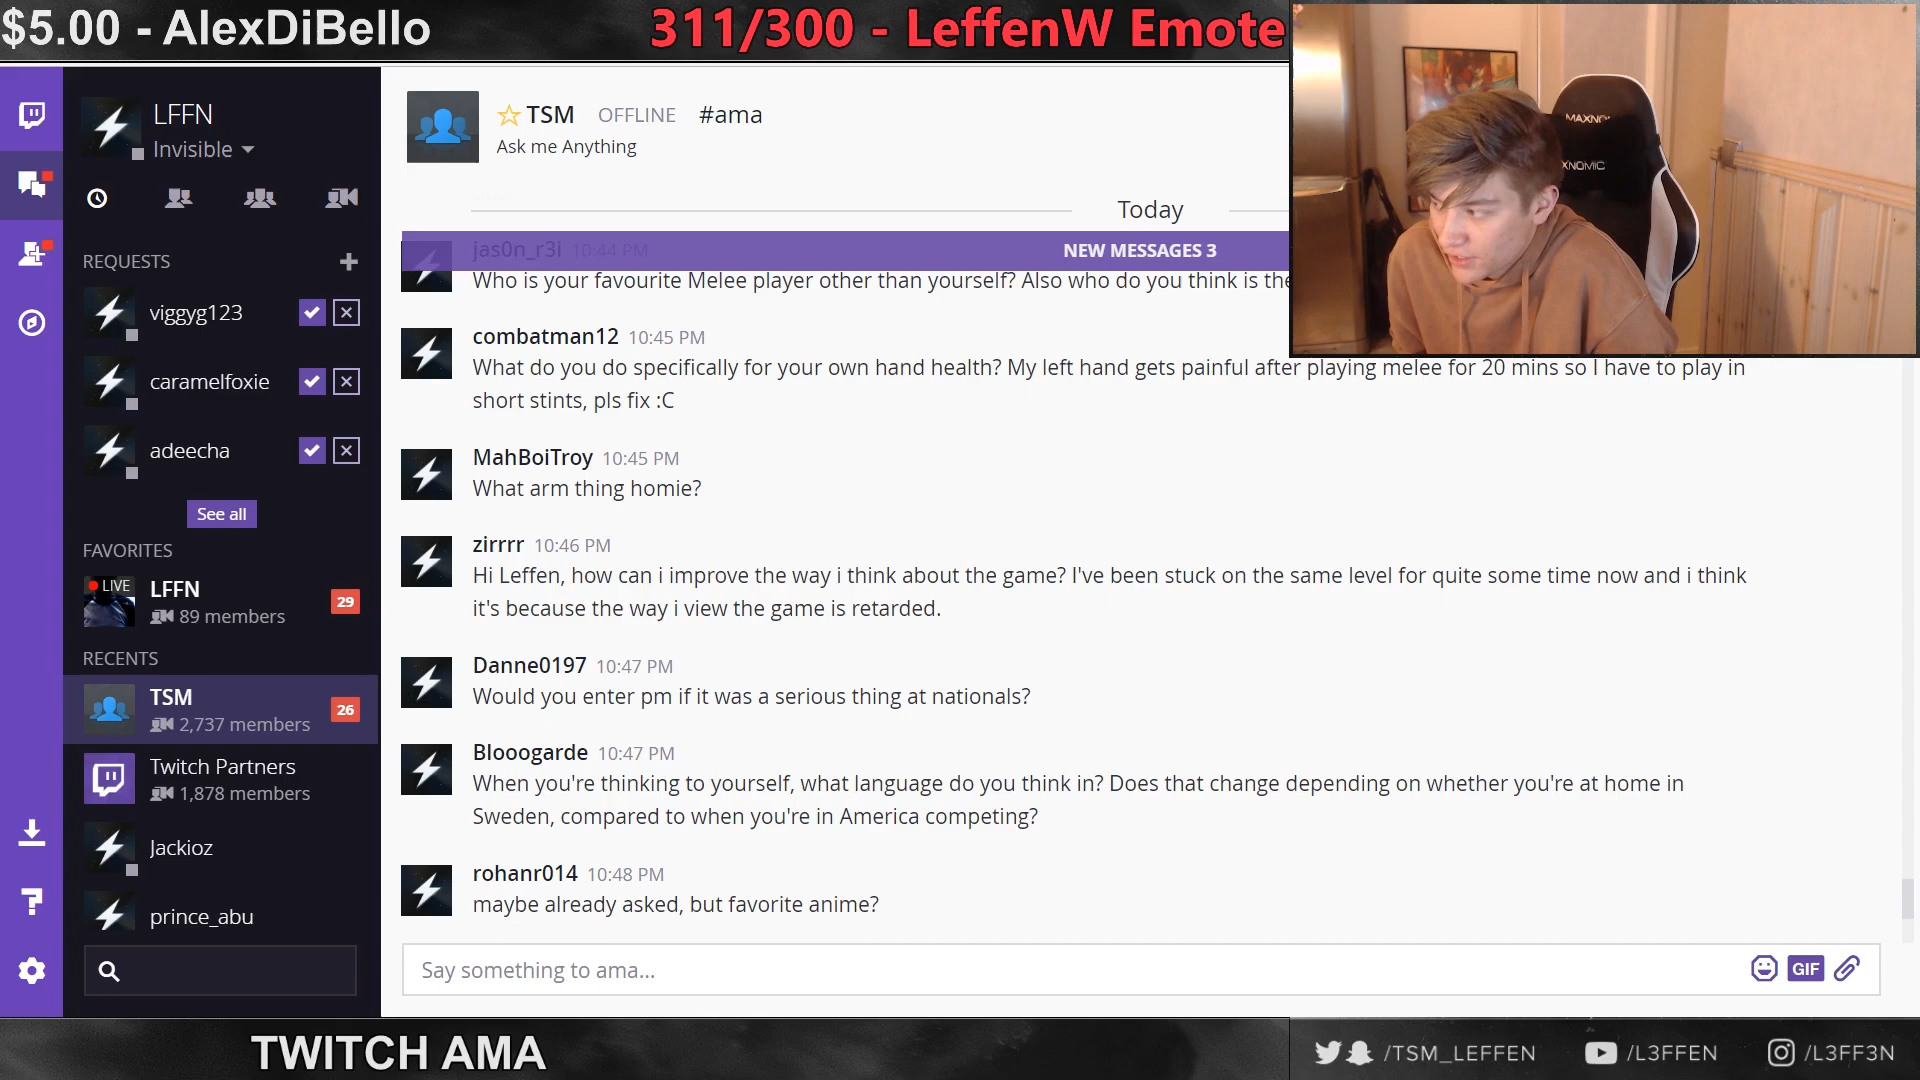 $5.00 - AlexDiBello
311/300 - LeffenW Emote
LFFN
Invisible
REQUESTS
viggyg123
caramelfoxie
adeecha
See all
FAVORITES
LIVE
LFFN
89 members
29
RECENTS
TSM
2,737 members
26
Twitch Partners
1,878 members
Jackioz
prince_abu
TSM OFFLINE #ama
Ask me Anything
Today
jas0n_r3i 10:44 PM
NEW MESSAGES 3
Who is your favourite Melee player other than yourself? Also who do you think is the
combatman12 10:45 PM
What do you do specifically for your own hand health? My left hand gets painful after playing melee for 20 mins so I have to play in
short stints, pls fix :C
MahBoiTroy 10:45 PM
What arm thing homie?
zirrrr 10:46 PM
Hi Leffen, how can i improve the way i think about the game? I've been stuck on the same level for quite some time now and i think
it's because the way i view the game is retarded.
Danne0197 10:47 PM
Would you enter pm if it was a serious thing at nationals?
Blooogarde 10:47 PM
When you're thinking to yourself, what language do you think in? Does that change depending on whether you're at home in
Sweden, compared to when you're in America competing?
rohanr014 10:48 PM
maybe already asked, but favorite anime?
Say something to ama...
GIF
TWITCH AMA
/TSM_LEFFEN
/L3FFEN
/L3FF3N